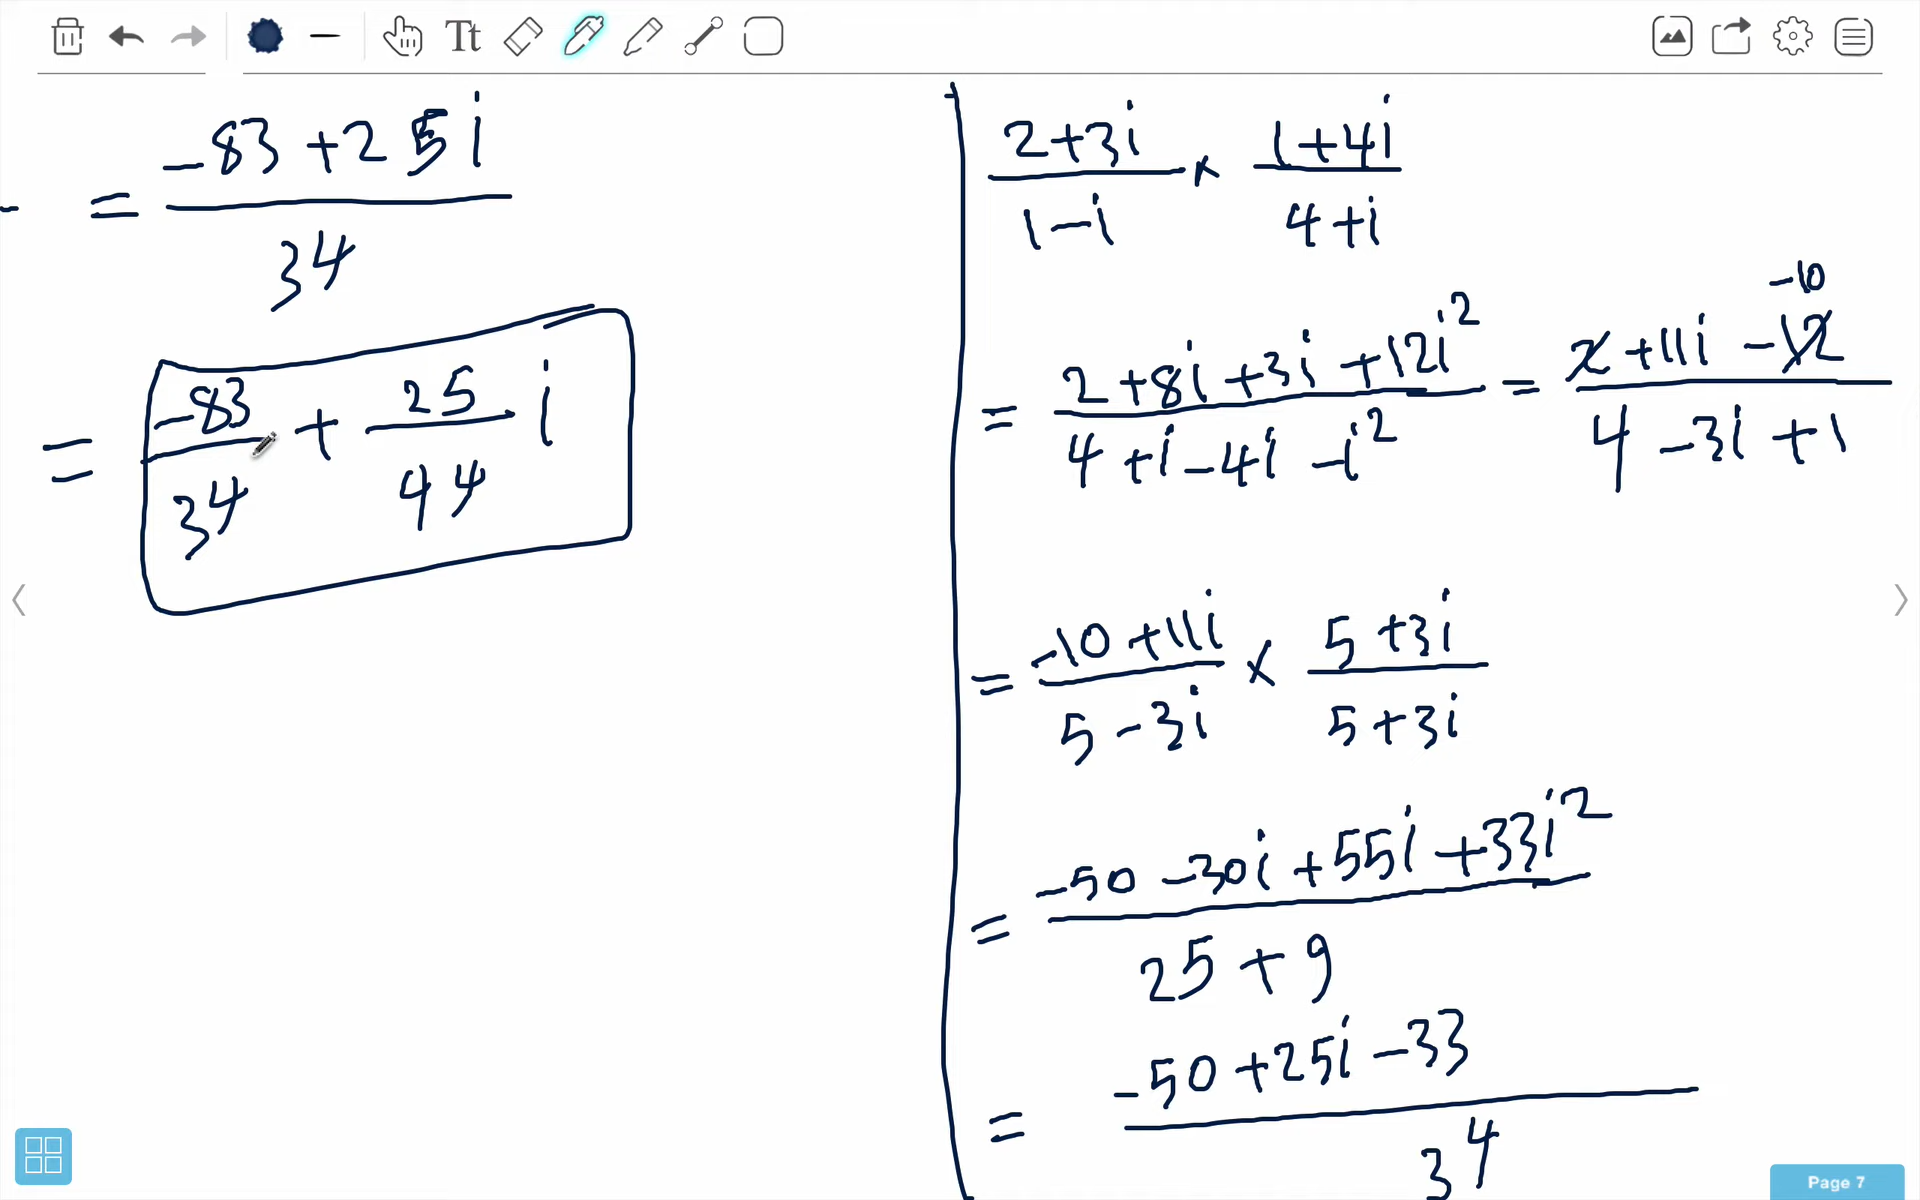 Tt
= (-83 + 25i)/34
= -83/34 + 25/44 i
(2+3i)/(1-i) × (1+4i)/(4+i)
= (2 + 8i + 3i + 12i²)/(4 + i - 4i - i²) = (2 + 11i - 12)/(4 - 3i + 1)
-10
= (-10 + 11i)/(5 - 3i) × (5 + 3i)/(5 + 3i)
= (-50 - 30i + 55i + 33i²)/(25 + 9)
= (-50 + 25i - 33)/34
Page 7